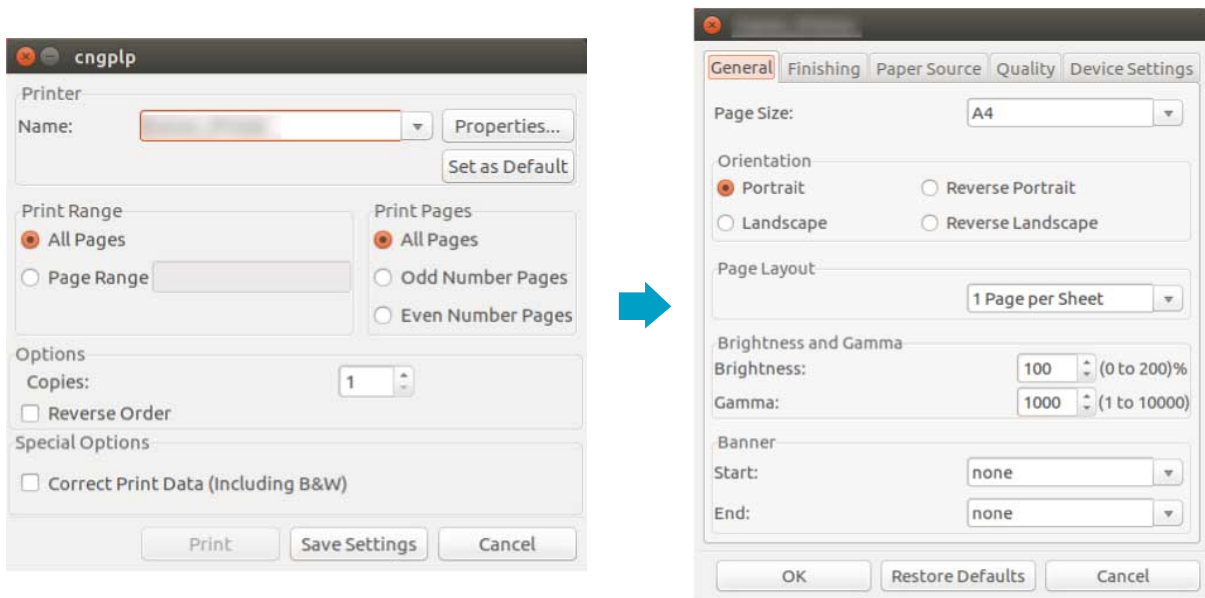 cngplp
Printer
Name:
Properties...
Set as Default
Print Range
All Pages
Page Range
Print Pages
All Pages
Odd Number Pages
Even Number Pages
Options
Copies: 1
Reverse Order
Special Options
Correct Print Data (Including B&W)
Print Save Settings Cancel
General Finishing Paper Source Quality Device Settings
Page Size: A4
Orientation
Portrait Reverse Portrait
Landscape Reverse Landscape
Page Layout
1 Page per Sheet
Brightness and Gamma
Brightness: 100 (0 to 200)%
Gamma: 1000 (1 to 10000)
Banner
Start: none
End: none
OK Restore Defaults Cancel